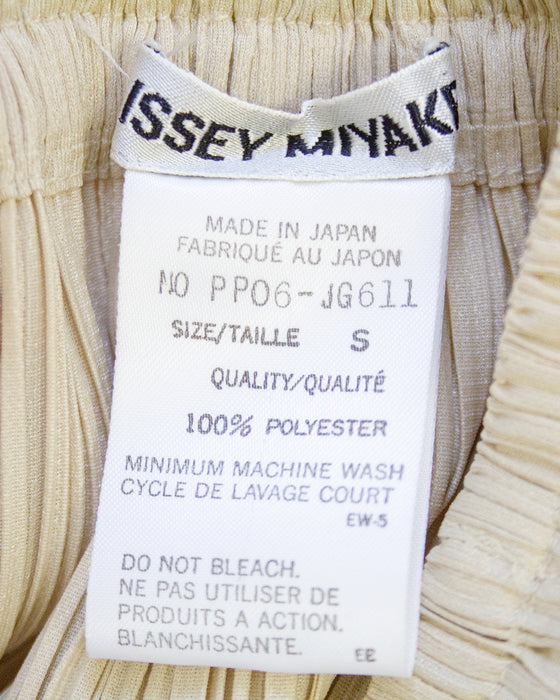 ISSEY MIYAKE
MADE IN JAPAN
FABRIQUÉ AU JAPON
NO PP06-JG611
SIZE/TAILLE S
QUALITY/QUALITÉ
100% POLYESTER
MINIMUM MACHINE WASH
CYCLE DE LAVAGE COURT
EW-5
DO NOT BLEACH.
NE PAS UTILISER DE
PRODUITS A ACTION.
BLANCHISSANTE.
EE